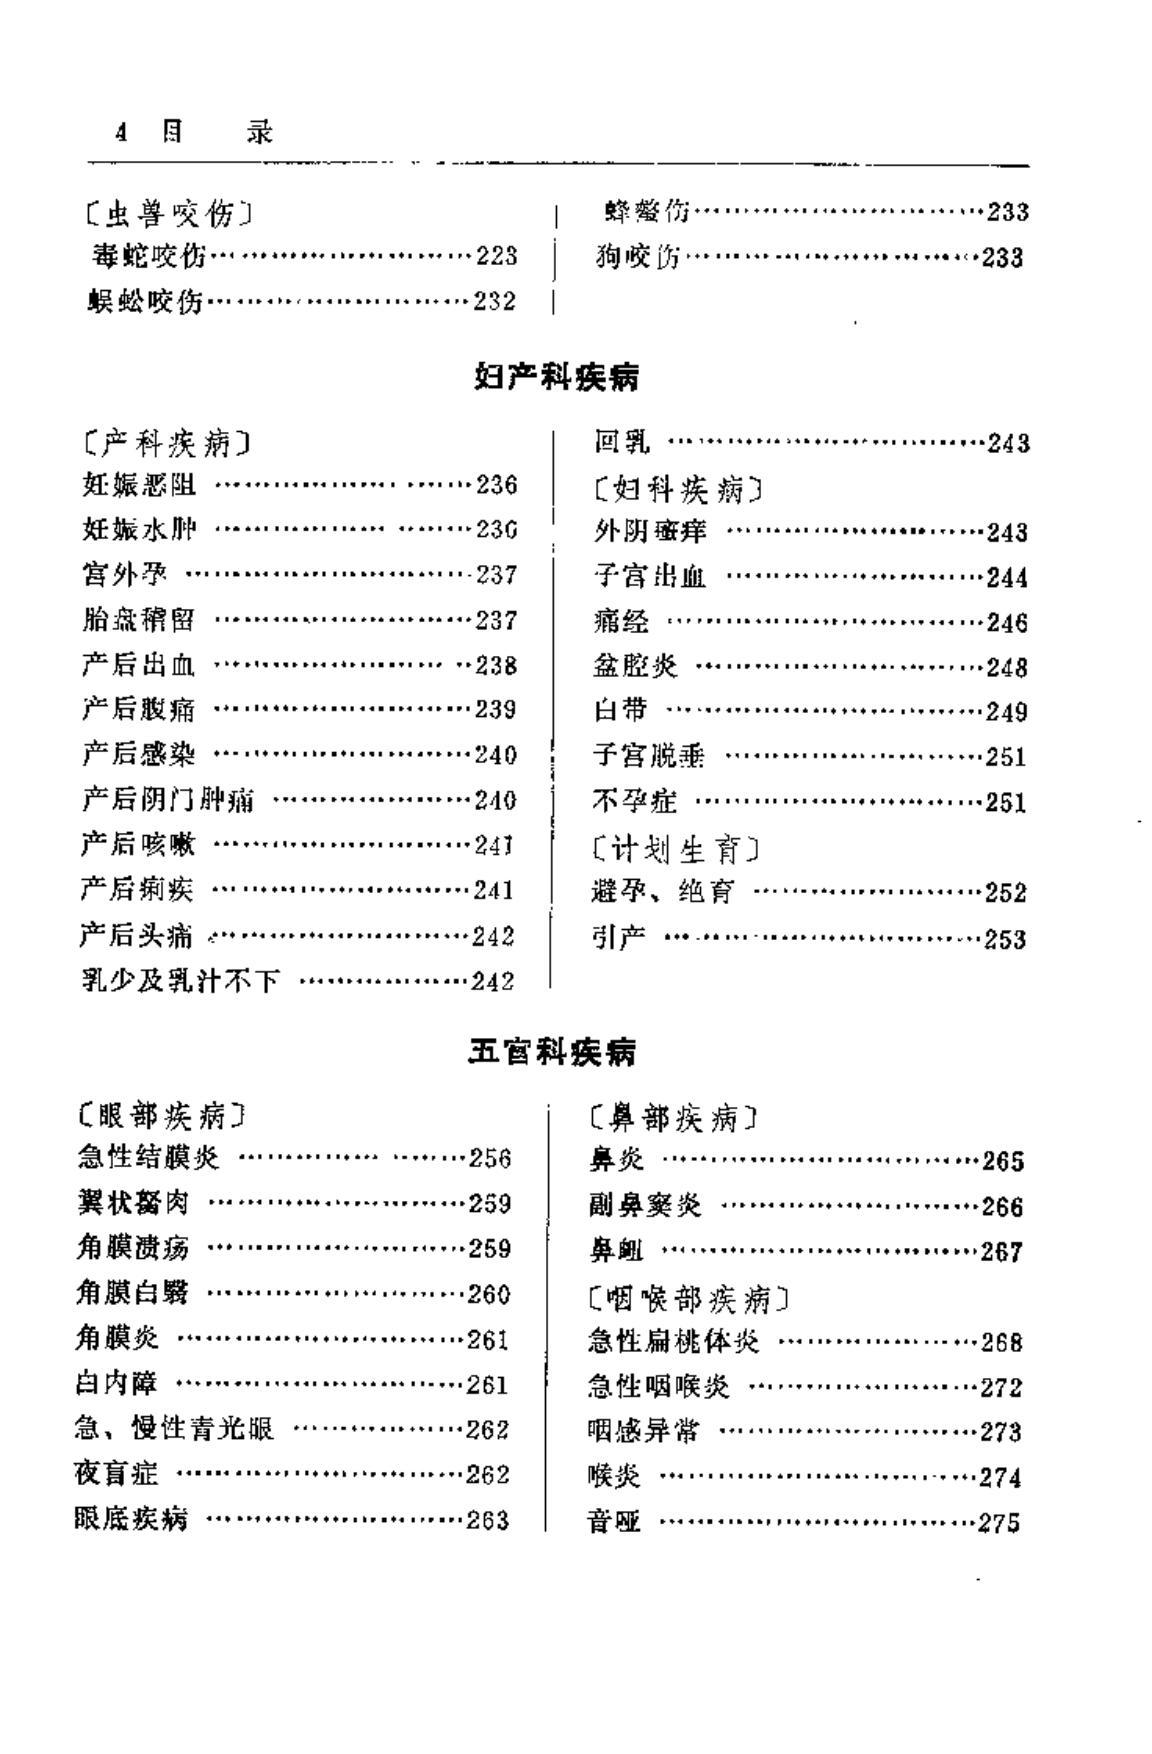 4 目 录
〔虫兽咬伤〕
毒蛇咬伤…………………………223
蜈蚣咬伤…………………………232
蜂螫伤…………………………233
狗咬伤…………………………233
妇产科疾病
〔产科疾病〕
妊娠恶阻…………………………236
妊娠水肿…………………………236
宫外孕…………………………237
胎盘稽留…………………………237
产后出血…………………………238
产后腹痛…………………………239
产后感染…………………………240
产后阴门肿痛…………………………240
产后咳嗽…………………………241
产后痢疾…………………………241
产后头痛…………………………242
乳少及乳汁不下…………………………242
回乳…………………………243
〔妇科疾病〕
外阴瘙痒…………………………243
子宫出血…………………………244
痛经…………………………246
盆腔炎…………………………248
白带…………………………249
子宫脱垂…………………………251
不孕症…………………………251
〔计划生育〕
避孕、绝育…………………………252
引产…………………………253
五官科疾病
〔眼部疾病〕
急性结膜炎…………………………256
翼状胬肉…………………………259
角膜溃疡…………………………259
角膜白翳…………………………260
角膜炎…………………………261
白内障…………………………261
急、慢性青光眼…………………………262
夜盲症…………………………262
眼底疾病…………………………263
〔鼻部疾病〕
鼻炎…………………………265
副鼻窦炎…………………………266
鼻衄…………………………267
〔咽喉部疾病〕
急性扁桃体炎…………………………268
急性咽喉炎…………………………272
咽感异常…………………………273
喉炎…………………………274
音哑…………………………275